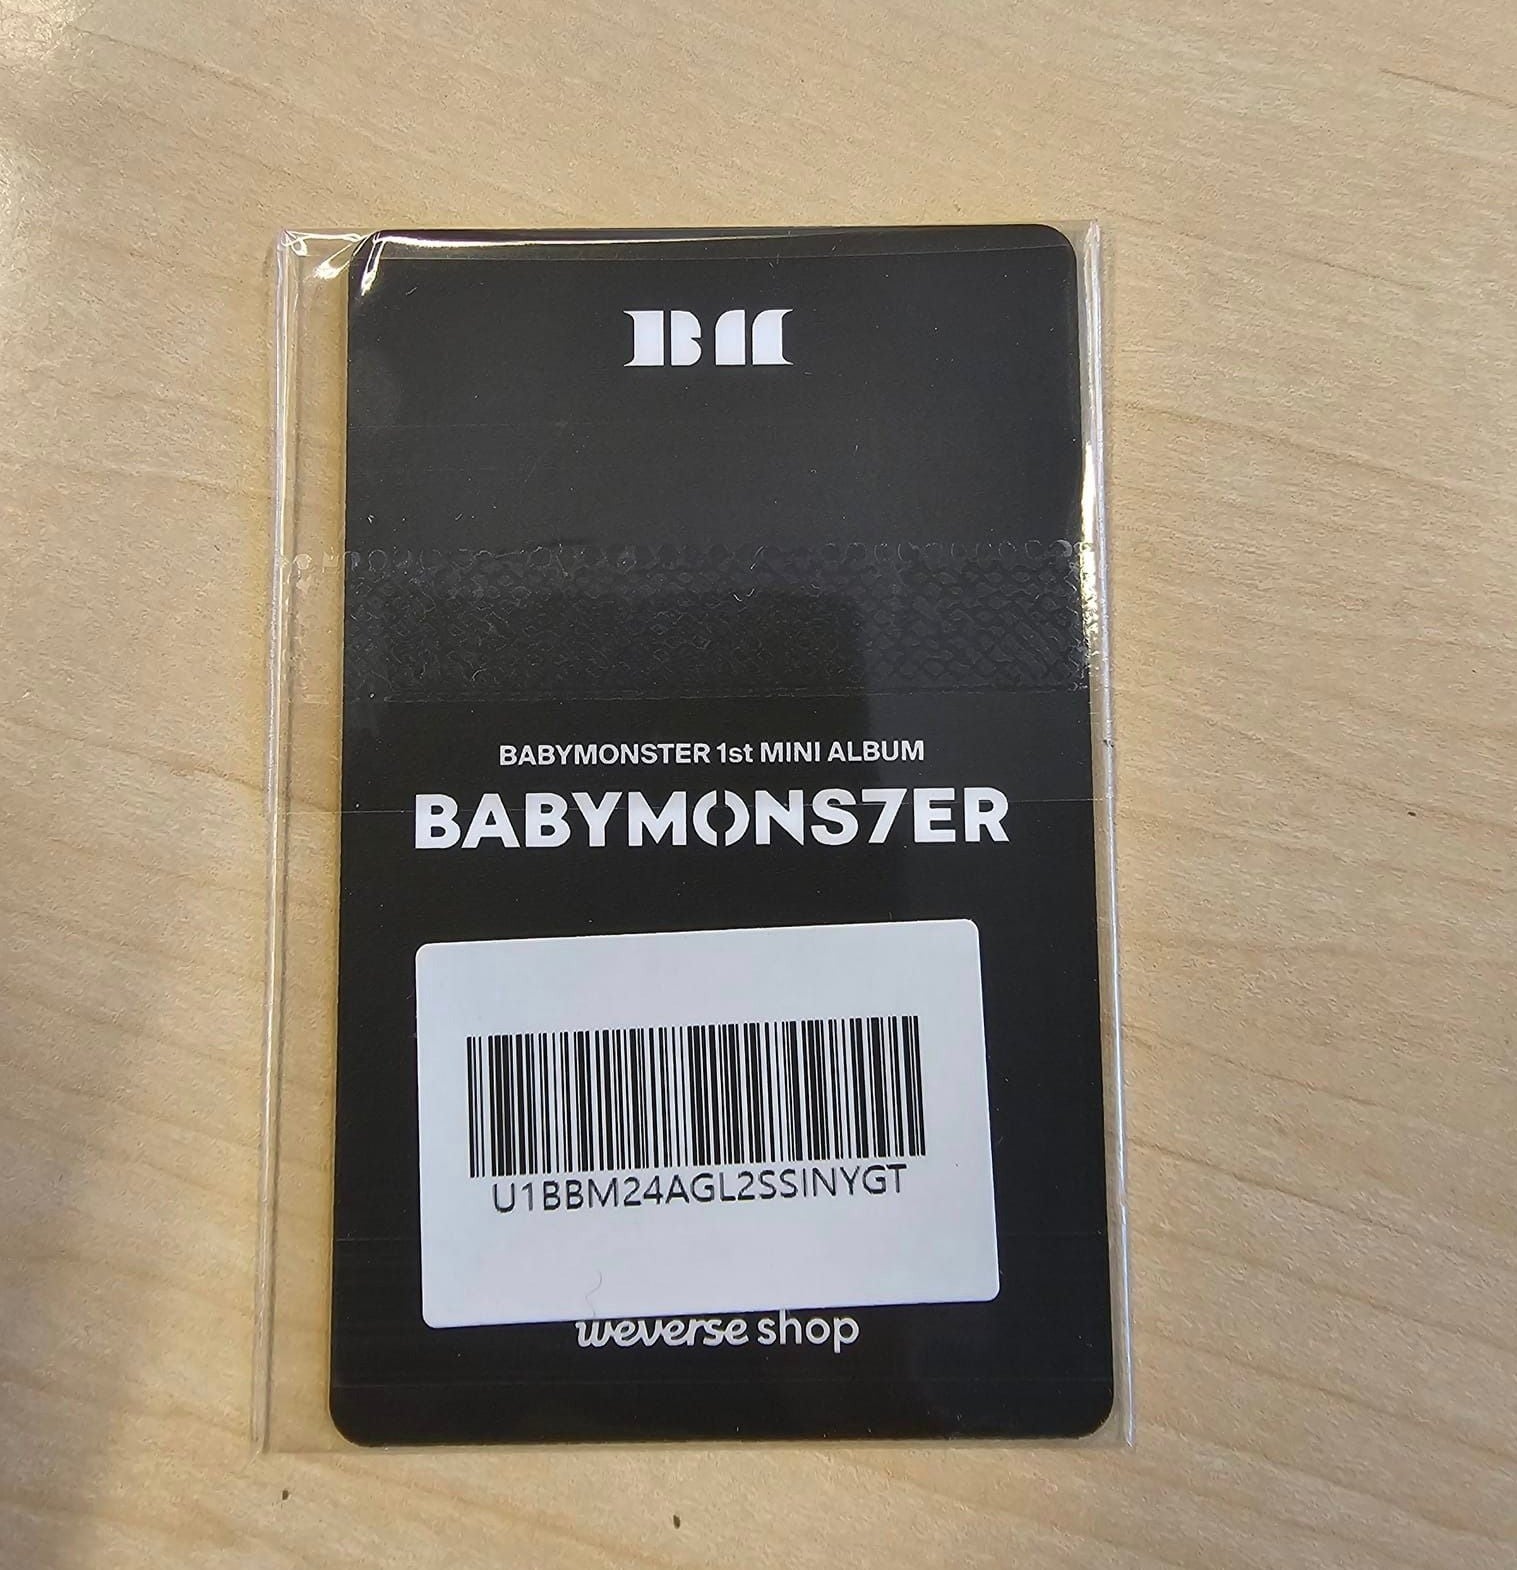 BM
BABYMONSTER 1st MINI ALBUM
BABYMONS7ER
U1BBM24AGL2SSINYGT
weverse shop